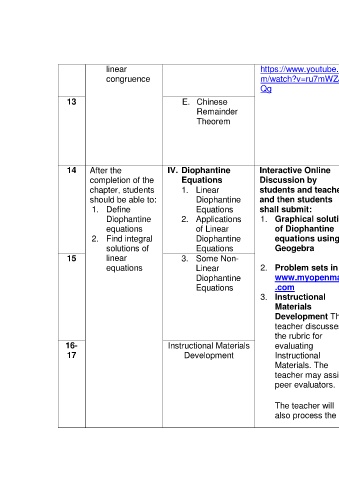 linear
congruence
https://www.youtube.
m/watch?v=ru7mWZ
Qg
13
E. Chinese
Remainder
Theorem
14
After the
completion of the
chapter, students
should be able to:
1. Define
Diophantine
equations
2. Find integral
solutions of
linear
equations
IV. Diophantine
Equations
1. Linear
Diophantine
Equations
2. Applications
of Linear
Diophantine
Equations
Interactive Online
Discussion by
students and teache
and then students
shall submit:
1. Graphical soluti
of Diophantine
equations using
Geogebra
15
3. Some Non-
Linear
Diophantine
Equations
2. Problem sets in
www.myopenma
.com
3. Instructional
Materials
Development Th
teacher discusse
the rubric for
evaluating
Instructional
Materials. The
teacher may assi
peer evaluators.
16-
17
Instructional Materials
Development
The teacher will
also process the